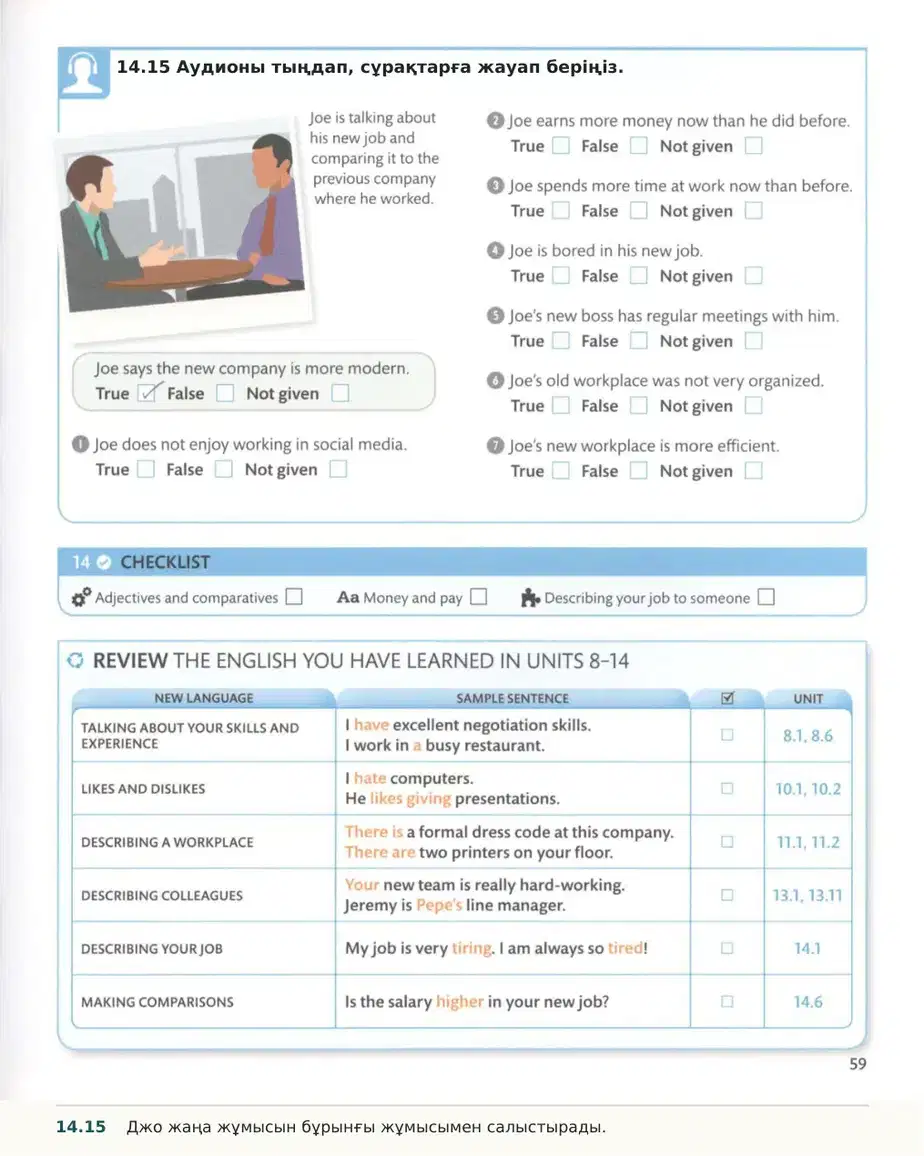 14.15 Аудионы тыңдап, сұрақтарға жауап беріңіз.
Joe is talking about
his new job and
comparing it to the
previous company
where he worked.
Joe says the new company is more modern.
True False Not given
1 Joe does not enjoy working in social media.
True False Not given
2 Joe earns more money now than he did before.
True False Not given
3 Joe spends more time at work now than before.
True False Not given
4 Joe is bored in his new job.
True False Not given
5 Joe's new boss has regular meetings with him.
True False Not given
6 Joe's old workplace was not very organized.
True False Not given
7 Joe's new workplace is more efficient.
True False Not given
14 CHECKLIST
Adjectives and comparatives Aa Money and pay Describing your job to someone
REVIEW THE ENGLISH YOU HAVE LEARNED IN UNITS 8–14
NEW LANGUAGE SAMPLE SENTENCE UNIT
TALKING ABOUT YOUR SKILLS AND
EXPERIENCE
I have excellent negotiation skills.
I work in a busy restaurant.
8.1, 8.6
LIKES AND DISLIKES
I hate computers.
He likes giving presentations.
10.1, 10.2
DESCRIBING A WORKPLACE
There is a formal dress code at this company.
There are two printers on your floor.
11.1, 11.2
DESCRIBING COLLEAGUES
Your new team is really hard-working.
Jeremy is Pepe's line manager.
13.1, 13.11
DESCRIBING YOUR JOB
My job is very tiring. I am always so tired!
14.1
MAKING COMPARISONS
Is the salary higher in your new job?
14.6
59
14.15 Джо жаңа жұмысын бұрынғы жұмысымен салыстырады.